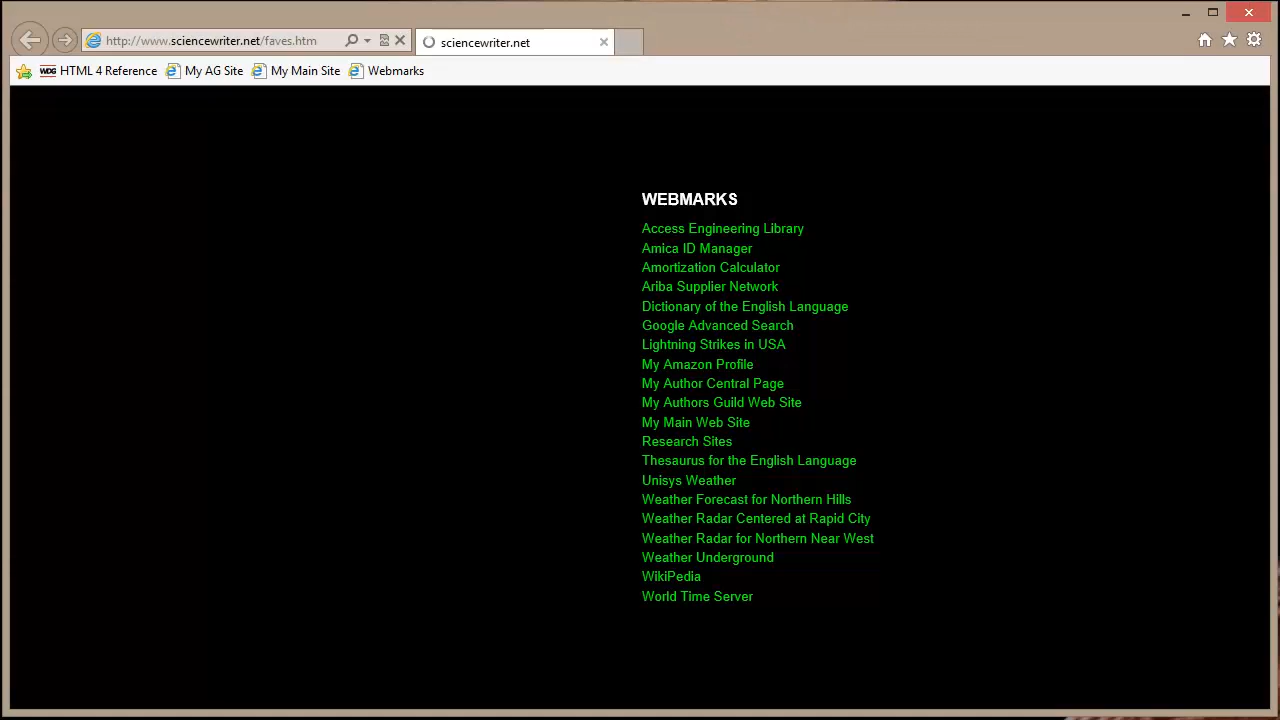 http://www.sciencewriter.net/faves.htm
sciencewriter.net
WDG HTML 4 Reference
My AG Site
My Main Site
Webmarks
WEBMARKS
Access Engineering Library
Amica ID Manager
Amortization Calculator
Ariba Supplier Network
Dictionary of the English Language
Google Advanced Search
Lightning Strikes in USA
My Amazon Profile
My Author Central Page
My Authors Guild Web Site
My Main Web Site
Research Sites
Thesaurus for the English Language
Unisys Weather
Weather Forecast for Northern Hills
Weather Radar Centered at Rapid City
Weather Radar for Northern Near West
Weather Underground
WikiPedia
World Time Server